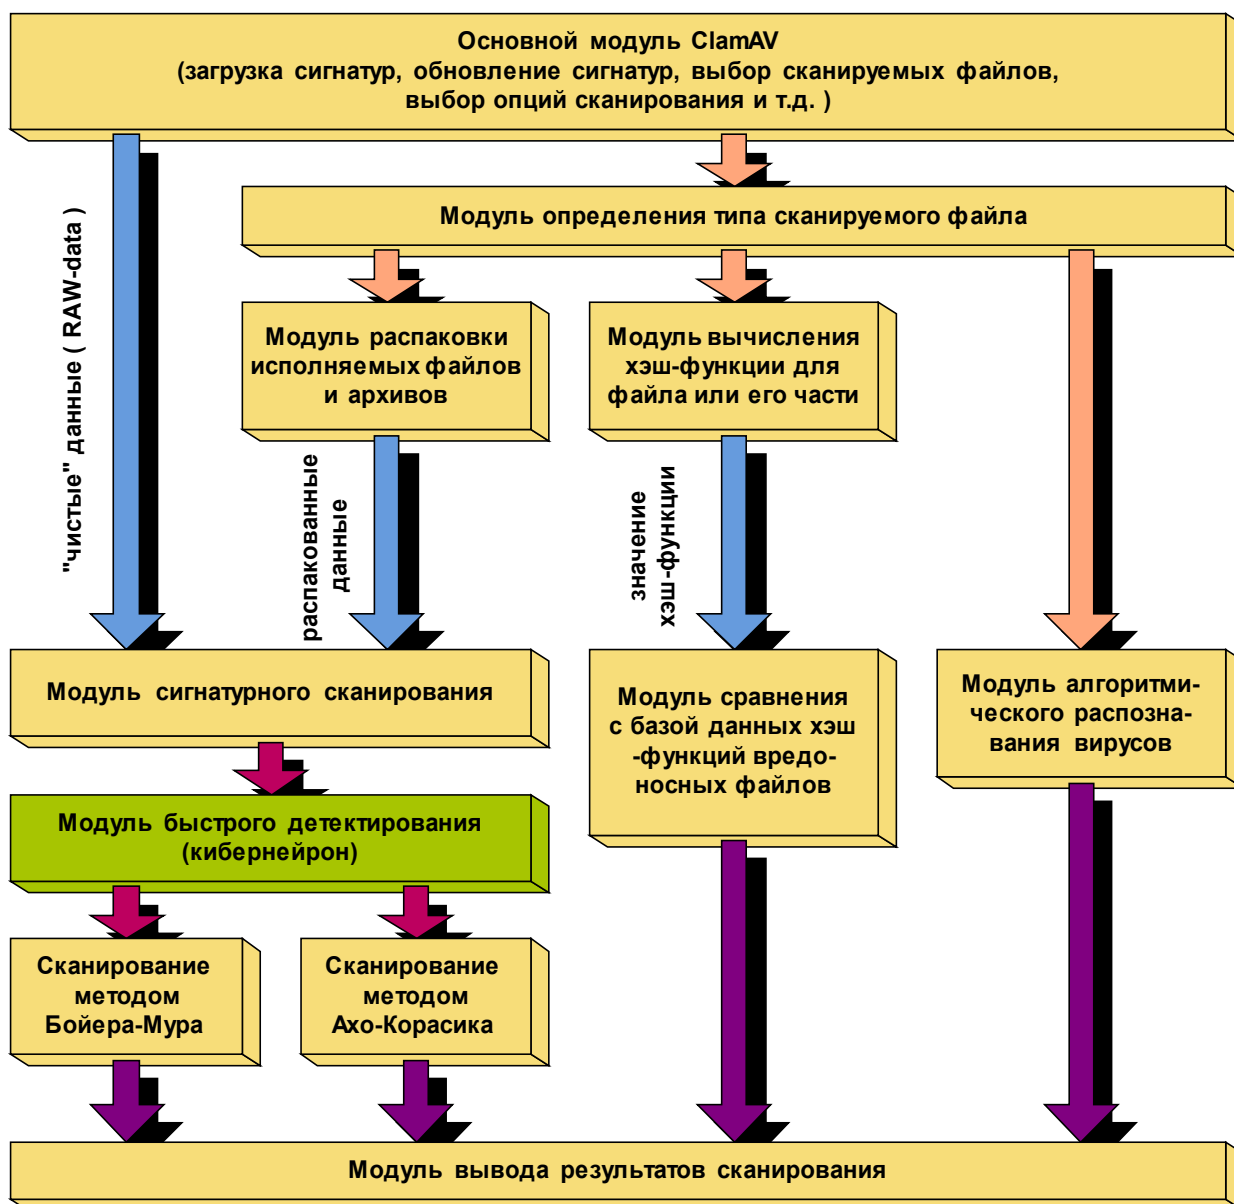 Основной модуль ClamAV
(загрузка сигнатур, обновление сигнатур, выбор сканируемых файлов,
выбор опций сканирования и т.д. )
"чистые" данные ( RAW-data )
Модуль определения типа сканируемого файла
Модуль распаковки
исполняемых файлов
и архивов
Модуль вычисления
хэш-функции для
файла или его части
распакованные
данные
значение
хэш-функции
Модуль сигнатурного сканирования
Модуль сравнения
с базой данных хэш
-функций вредо-
носных файлов
Модуль алгоритми-
ческого распозна-
вания вирусов
Модуль быстрого детектирования
(кибернейрон)
Сканирование
методом
Бойера-Мура
Сканирование
методом
Ахо-Корасика
Модуль вывода результатов сканирования